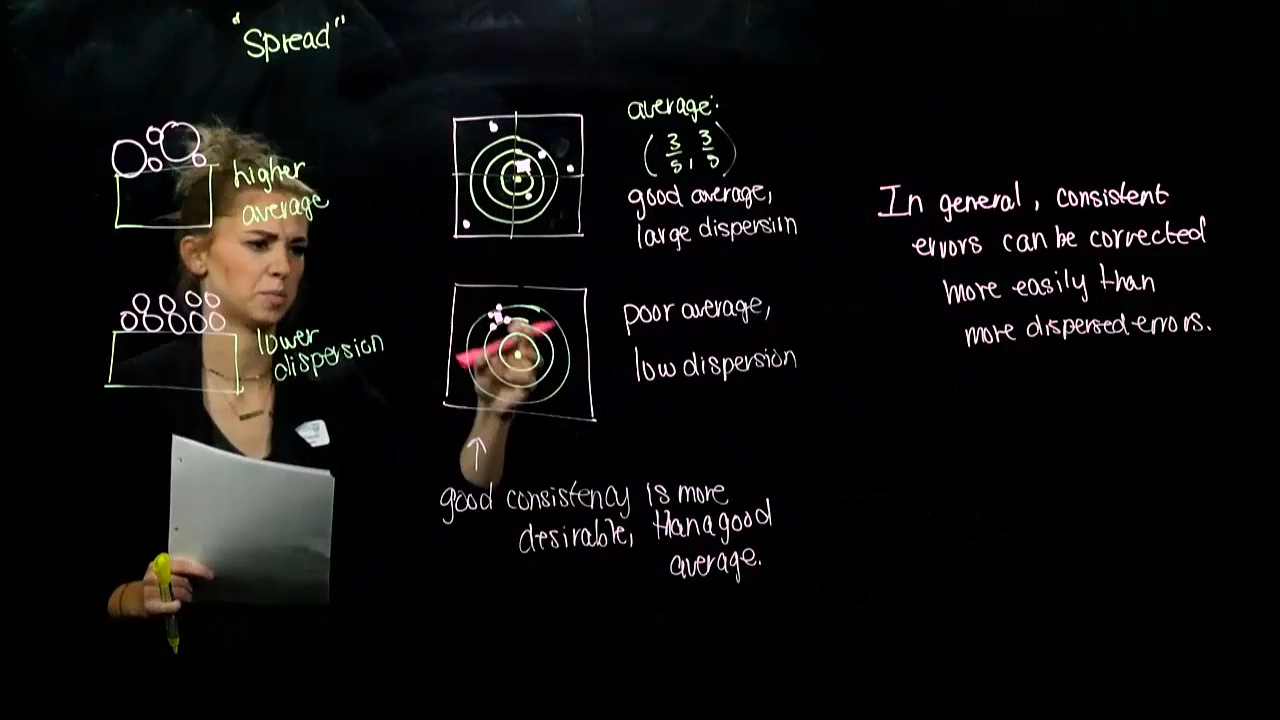 "Spread"
higher
average
lower
dispersion
average:
(3/5, 3/5)
good average,
large dispersion
poor average,
low dispersion
good consistency is more
desirable, than a good
average.
In general, consistent
errors can be corrected
more easily than
more dispersed errors.